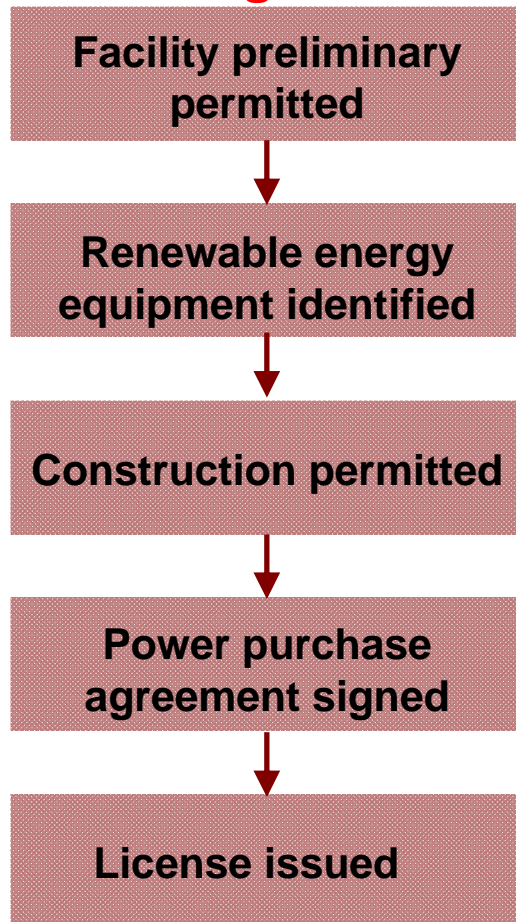 Facility preliminary
permitted
Renewable energy
equipment identified
Construction permitted
Power purchase
agreement signed
License issued